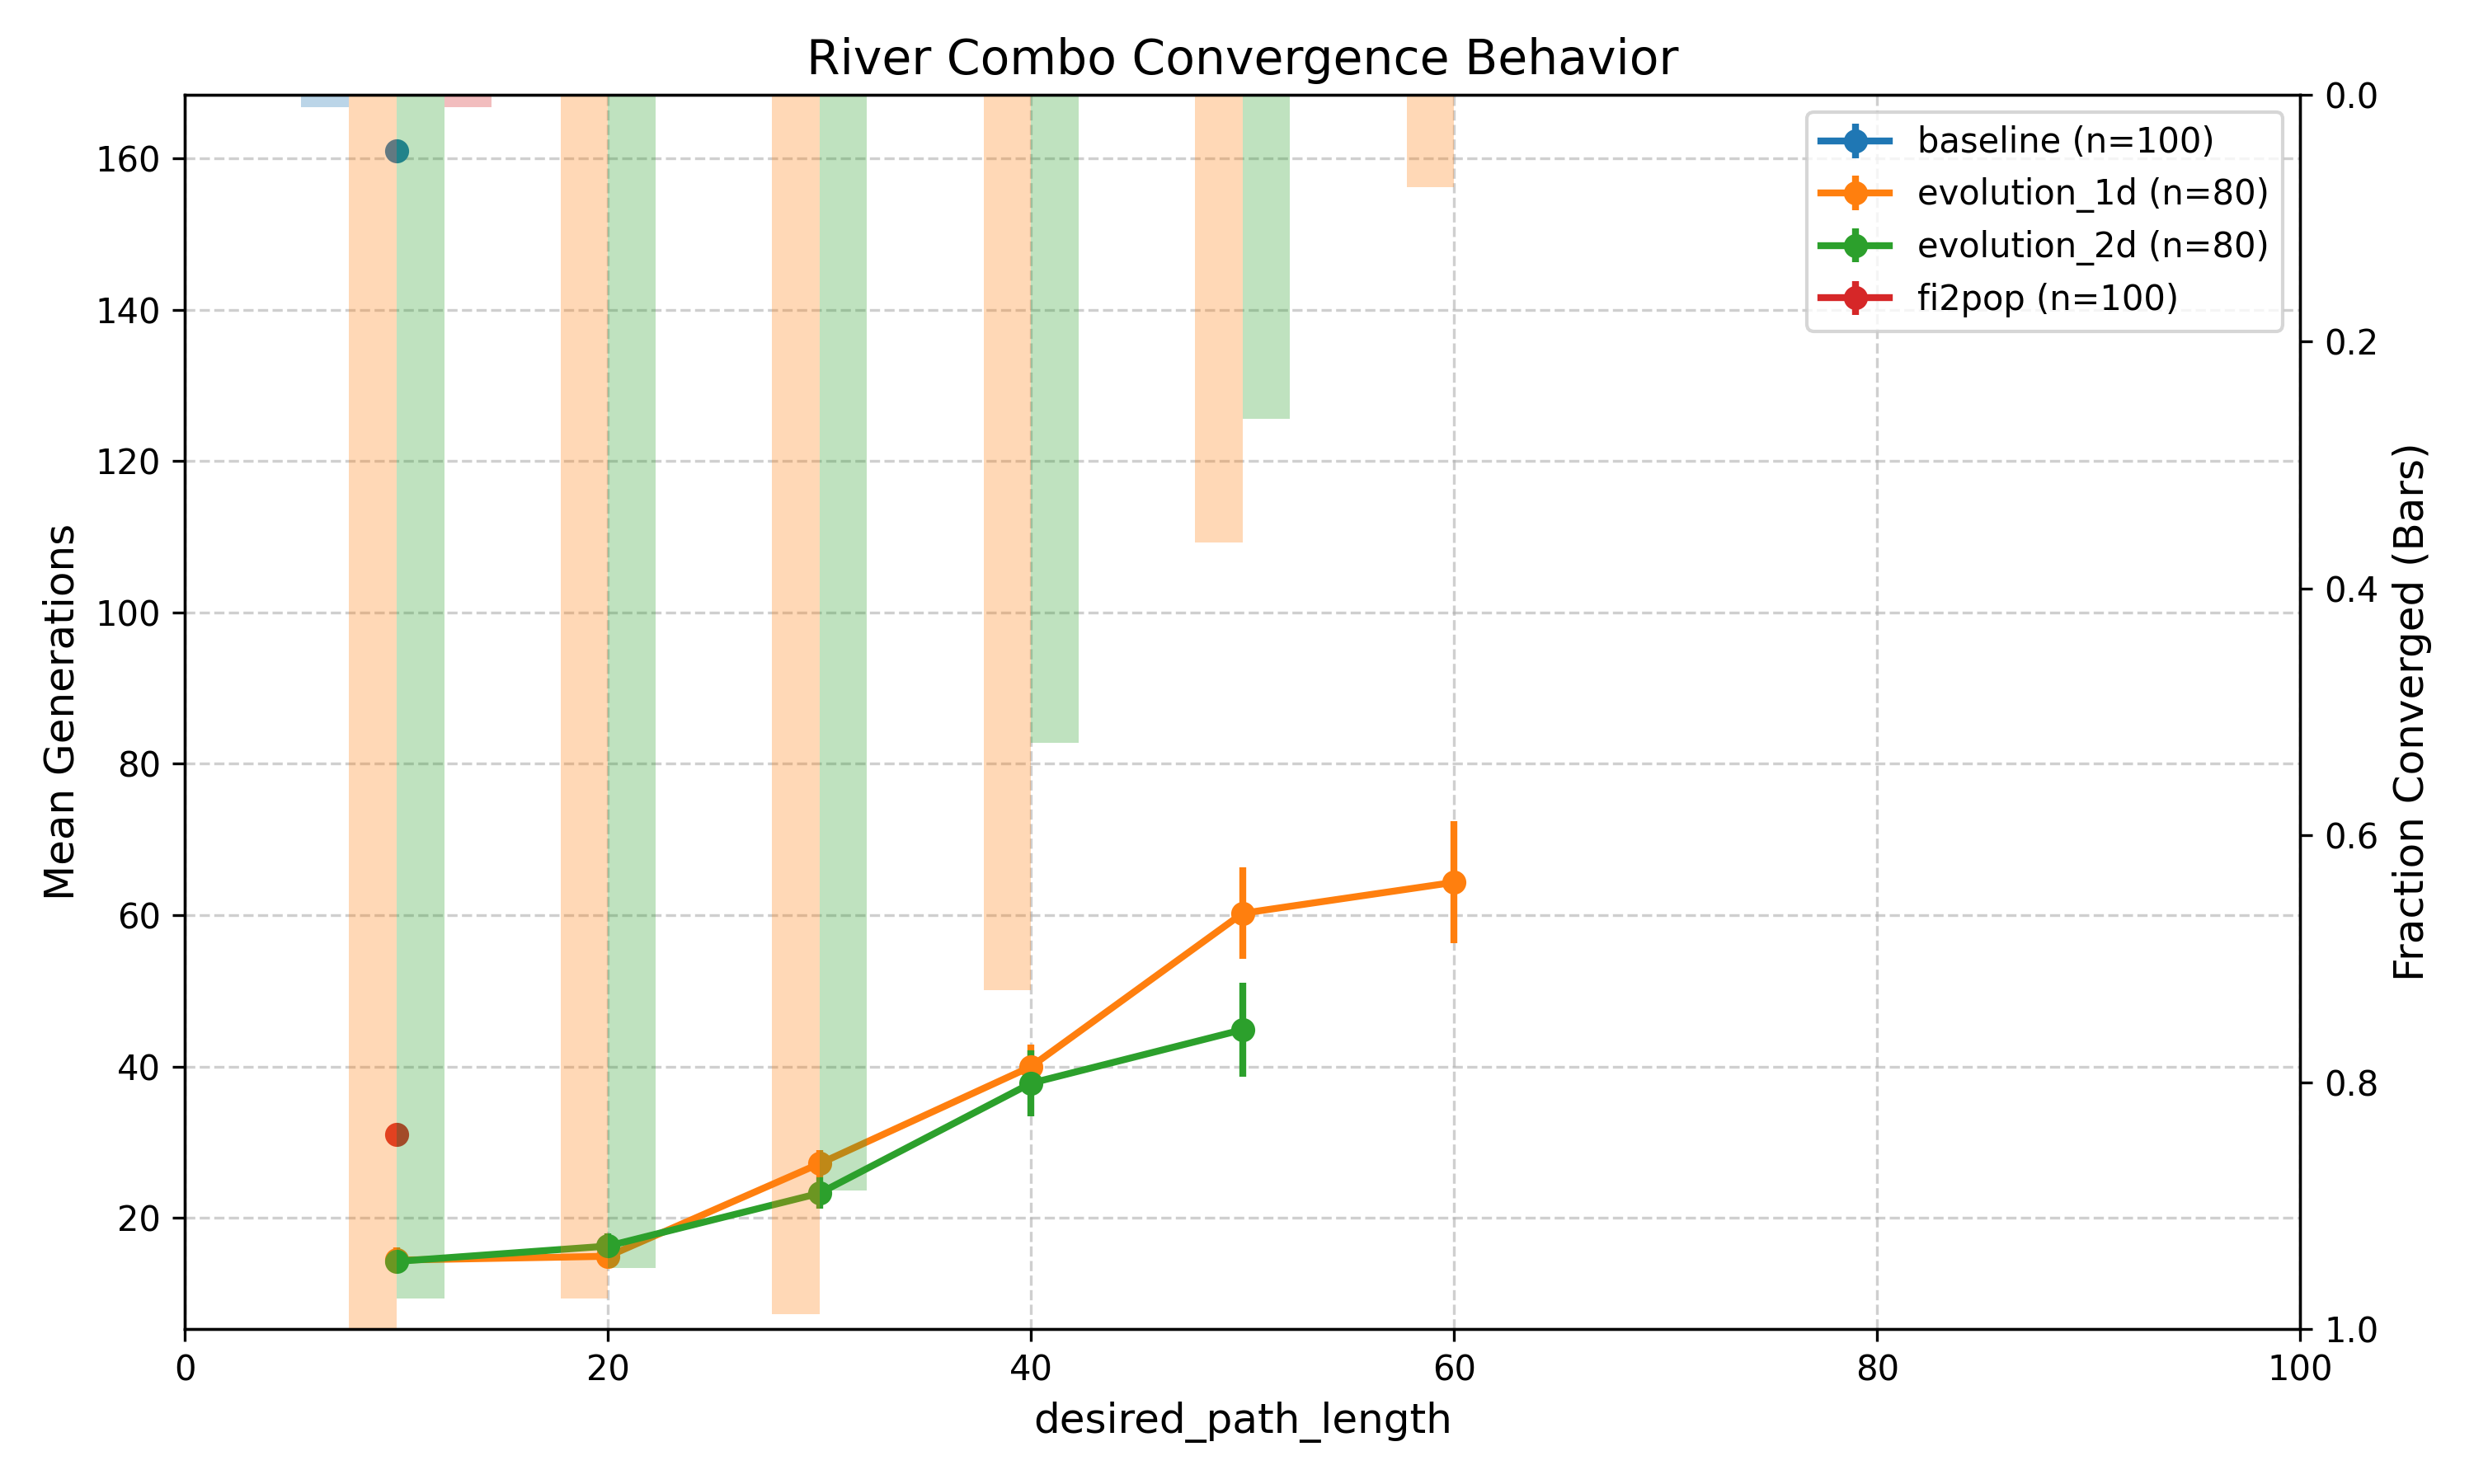 River Combo Convergence Behavior
Mean Generations
160
140
120
100
80
60
40
20
0
20
40
60
80
100
desired_path_length
0.0
0.2
0.4
0.6
0.8
1.0
Fraction Converged (Bars)
baseline (n=100)
evolution_1d (n=80)
evolution_2d (n=80)
fi2pop (n=100)